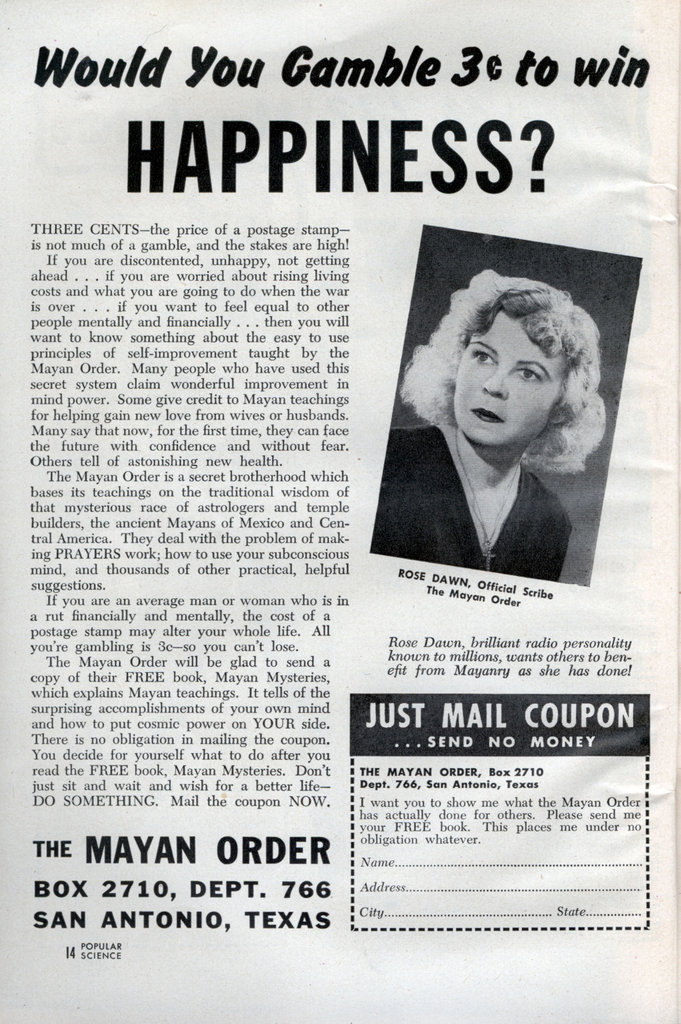 Would You Gamble 3¢ to win
HAPPINESS?
THREE CENTS—the price of a postage stamp—
is not much of a gamble, and the stakes are high!
If you are discontented, unhappy, not getting
ahead . . . if you are worried about rising living
costs and what you are going to do when the war
is over . . . if you want to feel equal to other
people mentally and financially . . . then you will
want to know something about the easy to use
principles of self-improvement taught by the
Mayan Order. Many people who have used this
secret system claim wonderful improvement in
mind power. Some give credit to Mayan teachings
for helping gain new love from wives or husbands.
Many say that now, for the first time, they can face
the future with confidence and without fear.
Others tell of astonishing new health.
The Mayan Order is a secret brotherhood which
bases its teachings on the traditional wisdom of
that mysterious race of astrologers and temple
builders, the ancient Mayans of Mexico and Cen-
tral America. They deal with the problem of mak-
ing PRAYERS work; how to use your subconscious
mind, and thousands of other practical, helpful
suggestions.
If you are an average man or woman who is in
a rut financially and mentally, the cost of a
postage stamp may alter your whole life. All
you're gambling is 3c—so you can't lose.
The Mayan Order will be glad to send a
copy of their FREE book, Mayan Mysteries,
which explains Mayan teachings. It tells of the
surprising accomplishments of your own mind
and how to put cosmic power on YOUR side.
There is no obligation in mailing the coupon.
You decide for yourself what to do after you
read the FREE book, Mayan Mysteries. Don't
just sit and wait and wish for a better life—
DO SOMETHING. Mail the coupon NOW.
THE MAYAN ORDER
BOX 2710, DEPT. 766
SAN ANTONIO, TEXAS
14 POPULAR
SCIENCE
ROSE DAWN, Official Scribe
The Mayan Order
Rose Dawn, brilliant radio personality
known to millions, wants others to ben-
efit from Mayanry as she has done!
JUST MAIL COUPON
...SEND NO MONEY
THE MAYAN ORDER, Box 2710
Dept. 766, San Antonio, Texas
I want you to show me what the Mayan Order
has actually done for others. Please send me
your FREE book. This places me under no
obligation whatever.
Name
Address
City State